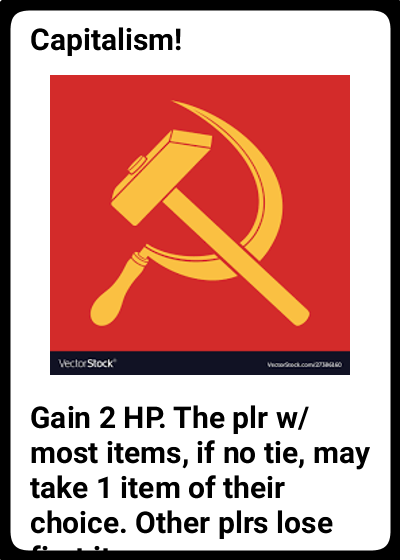 Capitalism!
VectorStock®
VectorStock.com/27386160
Gain 2 HP. The plr w/
most items, if no tie, may
take 1 item of their
choice. Other plrs lose